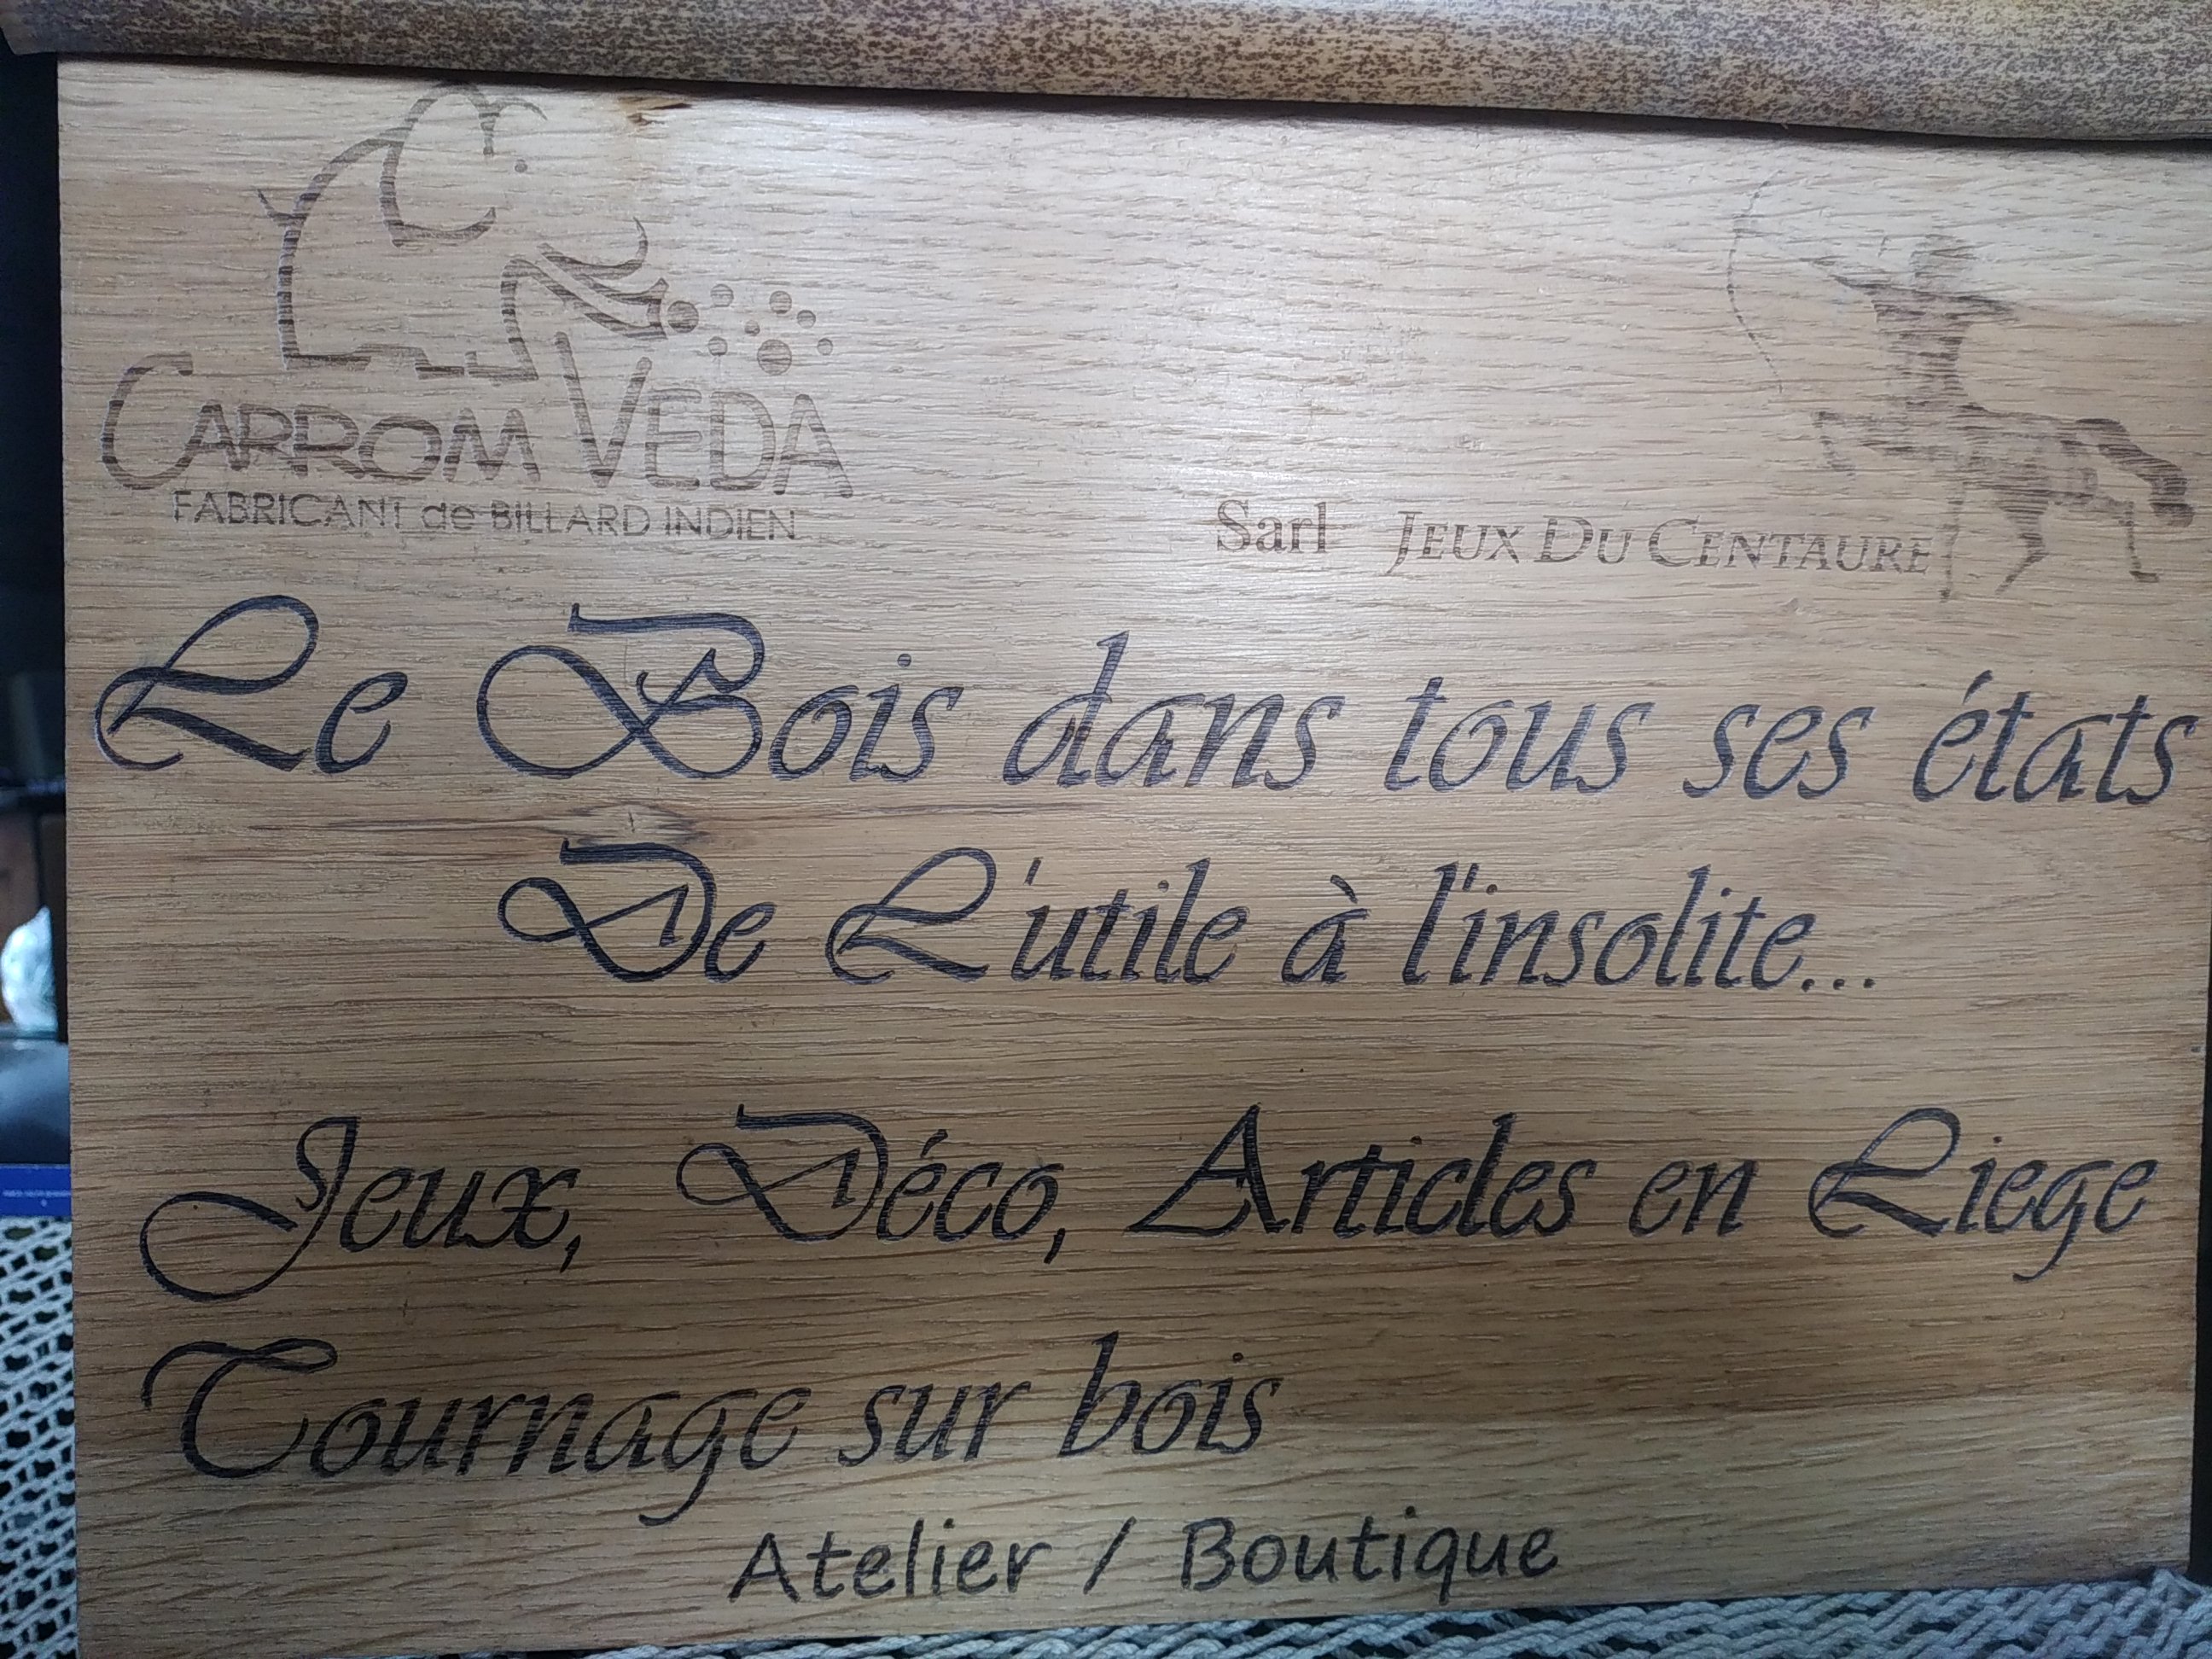 CARROM VEDA
FABRICANT de BILLARD INDIEN
Sarl JEUX DU CENTAURE
Le Bois dans tous ses états
De L'utile à l'insolite...
Jeux, Déco, Articles en Liege
Tournage sur bois
Atelier / Boutique